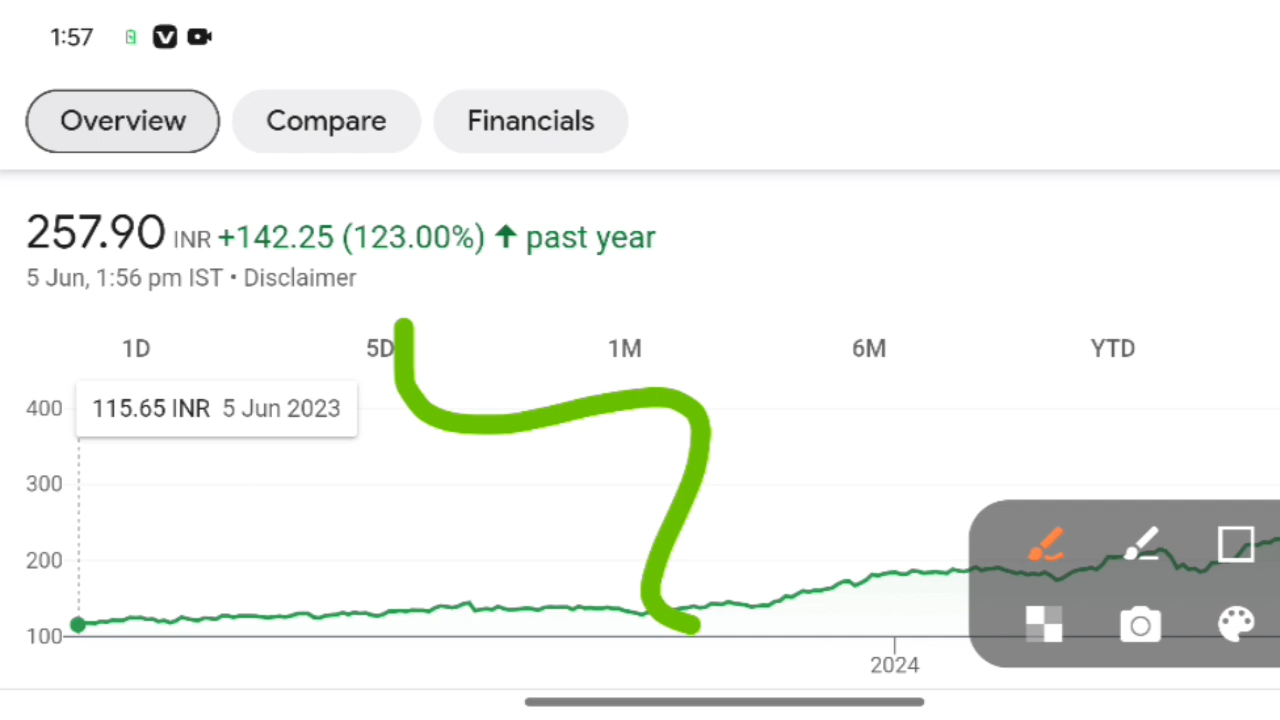 1:57
Overview Compare Financials
257.90 INR +142.25 (123.00%) ↑ past year
5 Jun, 1:56 pm IST • Disclaimer
1D 5D 1M 6M YTD
400
115.65 INR 5 Jun 2023
300
200
100
2024